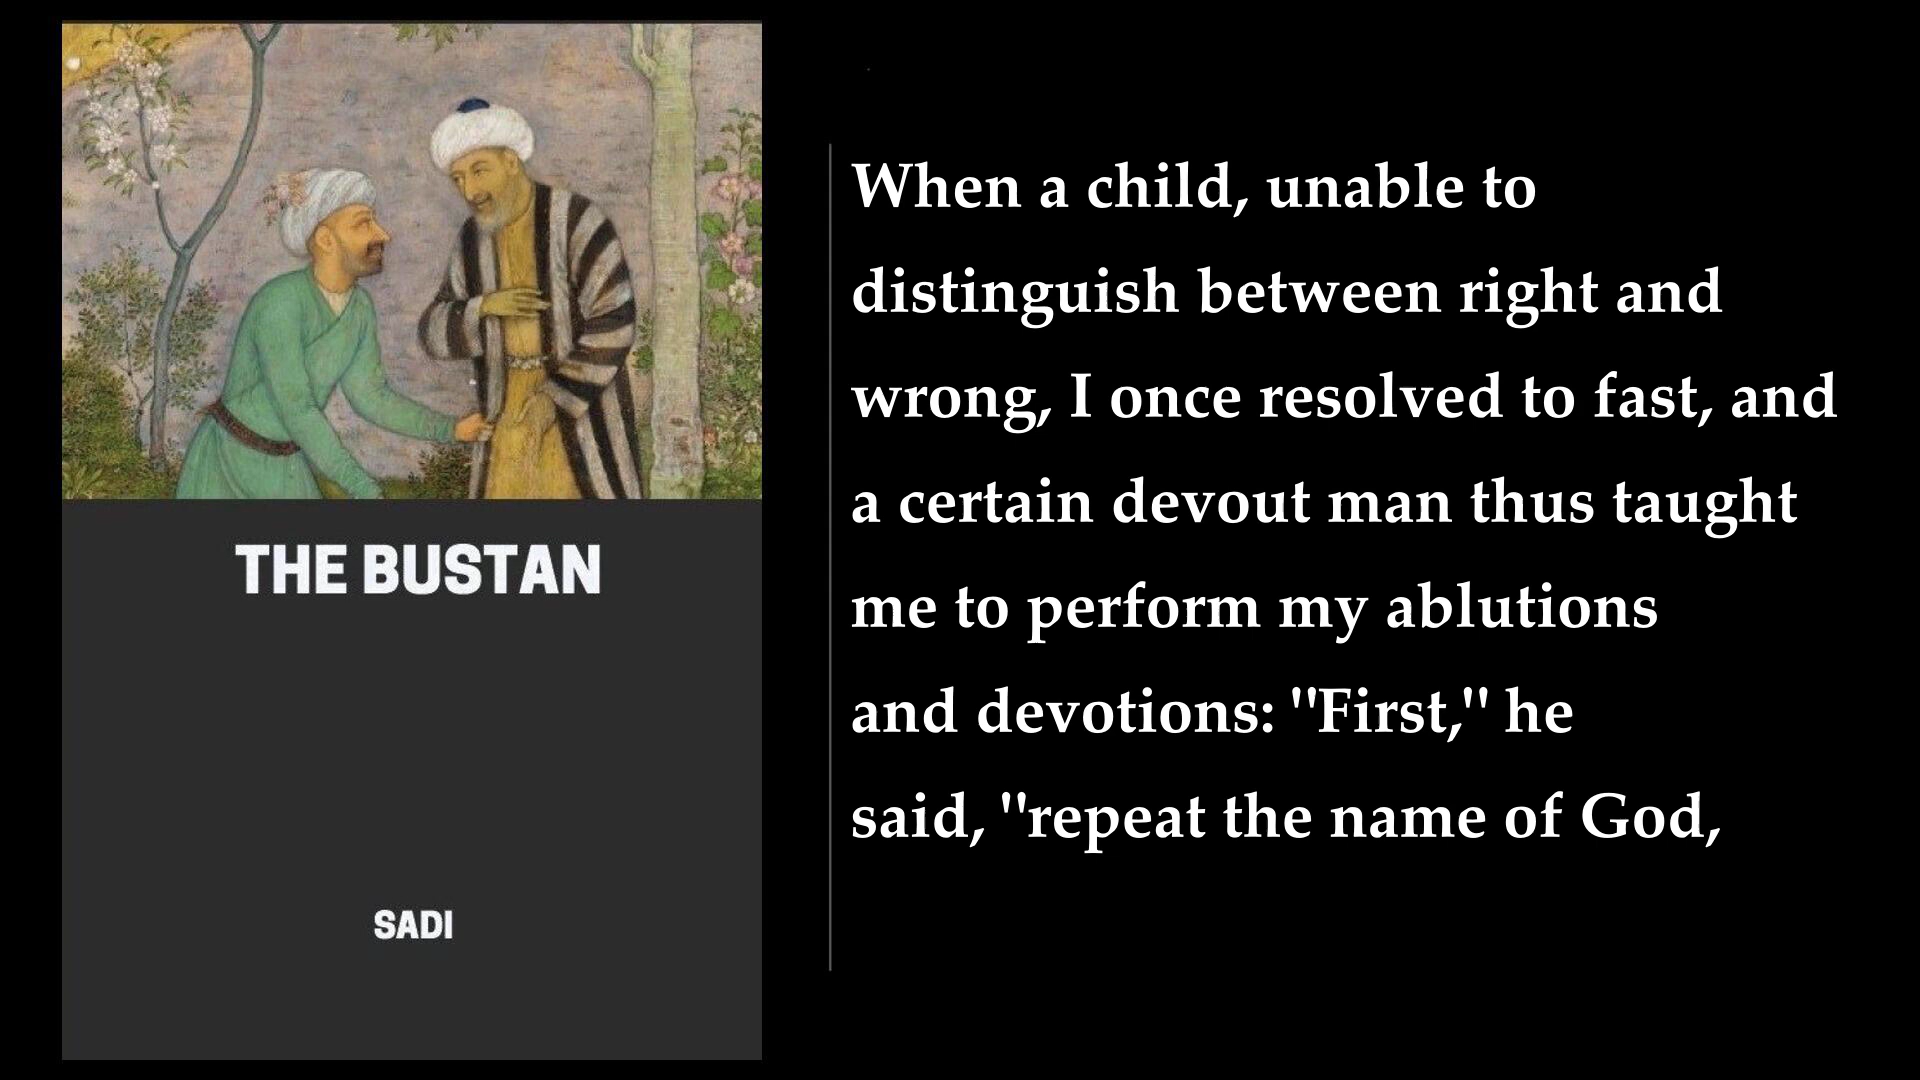 THE BUSTAN
SADI
When a child, unable to
distinguish between right and
wrong, I once resolved to fast, and
a certain devout man thus taught
me to perform my ablutions
and devotions: "First," he
said, "repeat the name of God,